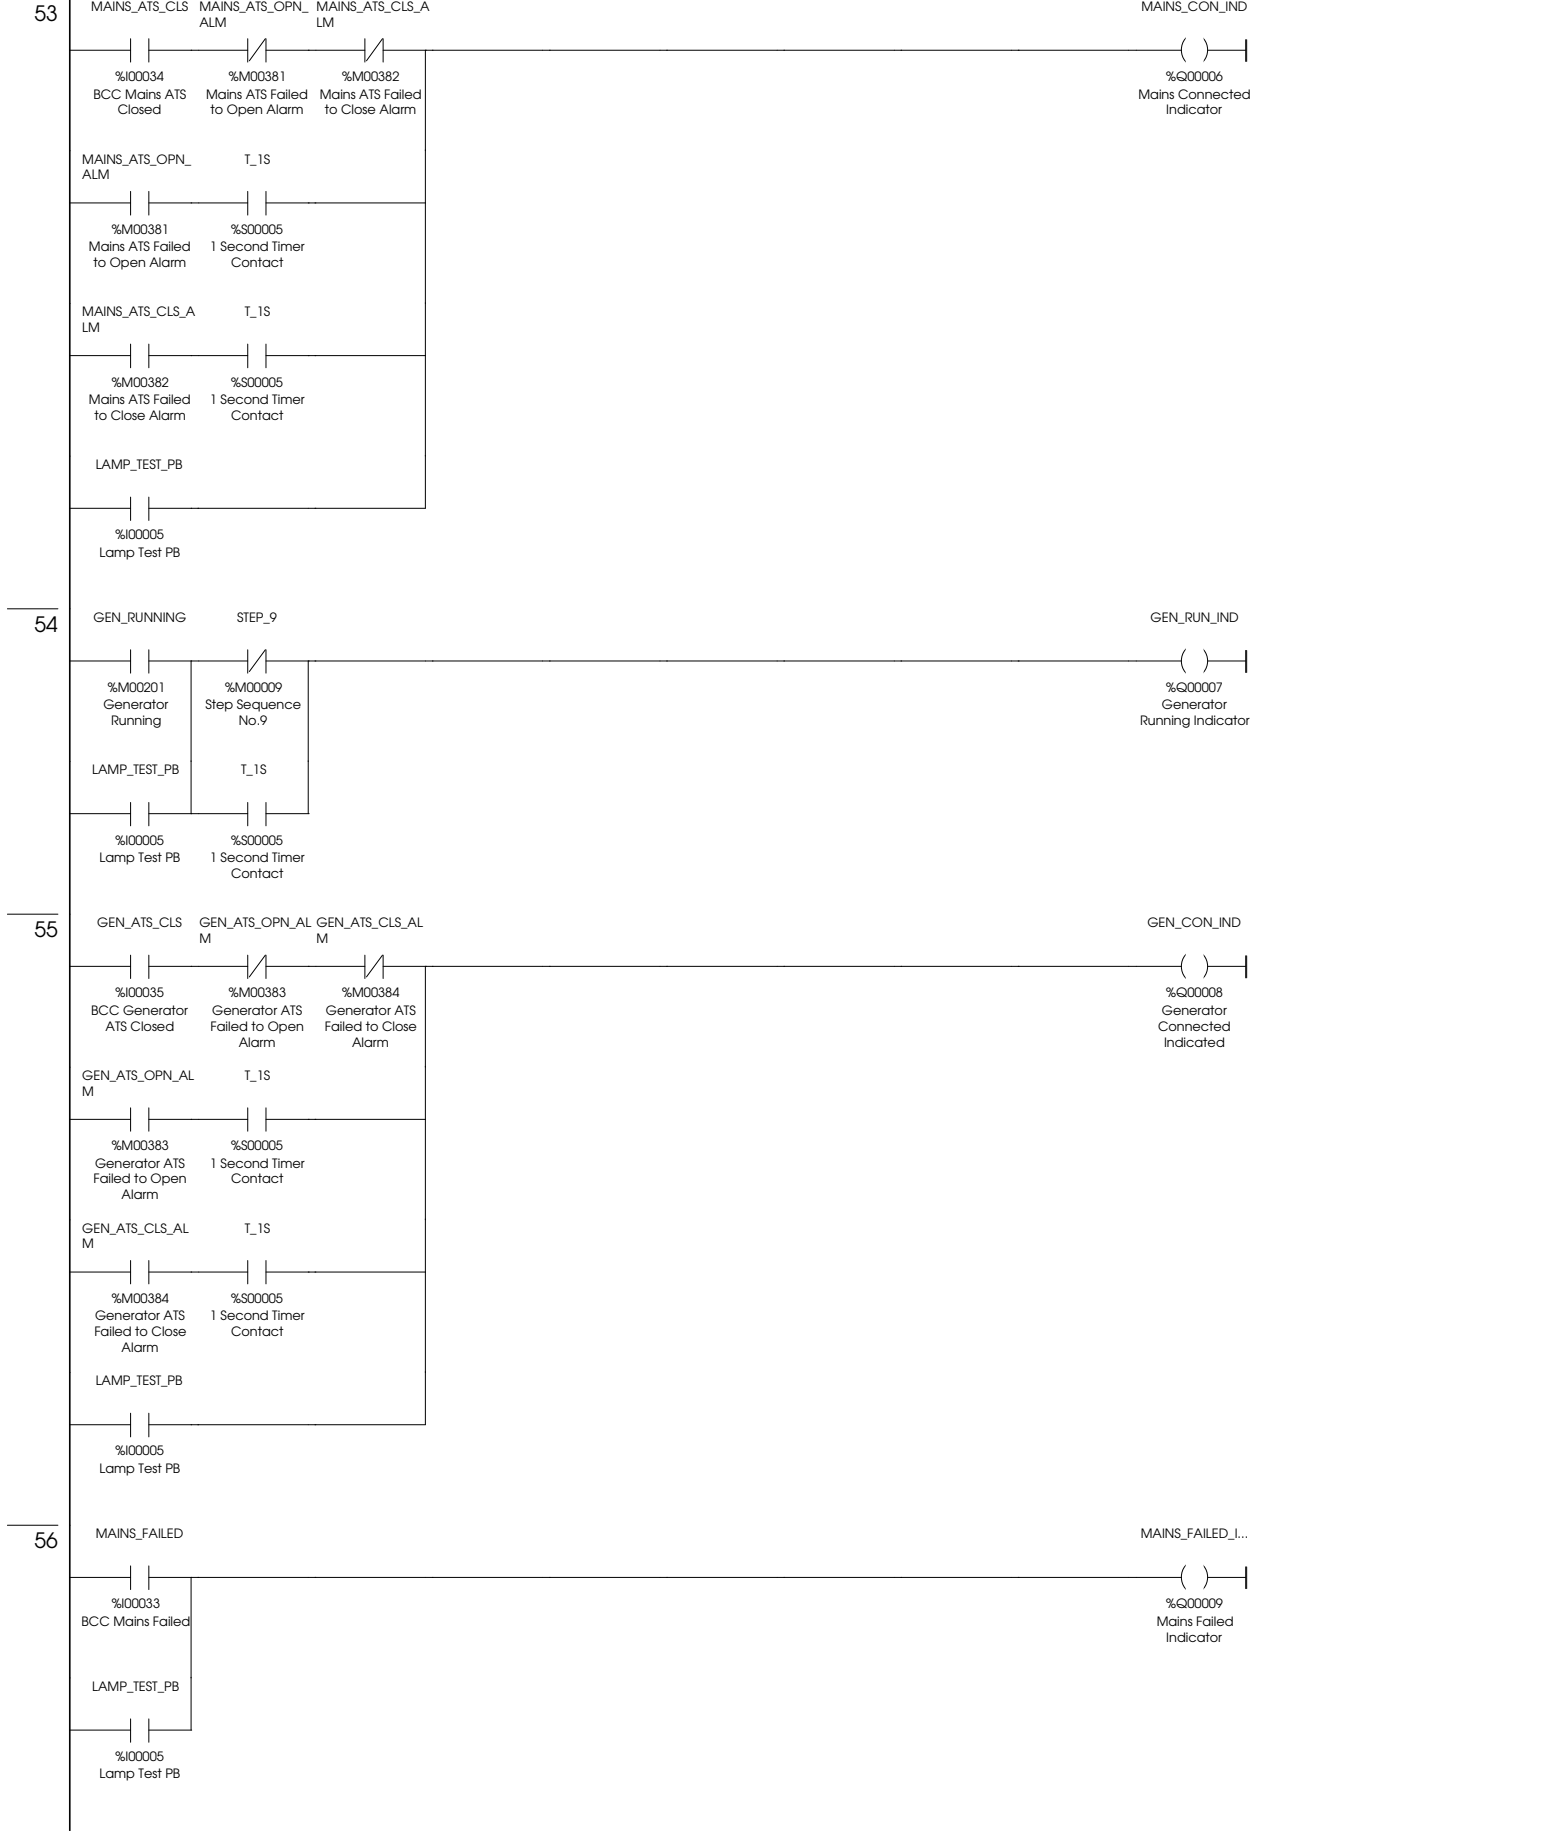 53
MAINS_ATS_CLS MAINS_ATS_OPN_ MAINS_ATS_CLS_A MAINS_CON_IND
ALM LM
%I00034 %M00381 %M00382 %Q00006
BCC Mains ATS Mains ATS Failed Mains ATS Failed Mains Connected
Closed to Open Alarm to Close Alarm Indicator
MAINS_ATS_OPN_ T_1S
ALM
%M00381 %S00005
Mains ATS Failed 1 Second Timer
to Open Alarm Contact
MAINS_ATS_CLS_A T_1S
LM
%M00382 %S00005
Mains ATS Failed 1 Second Timer
to Close Alarm Contact
LAMP_TEST_PB
%I00005
Lamp Test PB
54
GEN_RUNNING STEP_9 GEN_RUN_IND
%M00201 %M00009 %Q00007
Generator Step Sequence Generator
Running No.9 Running Indicator
LAMP_TEST_PB T_1S
%I00005 %S00005
Lamp Test PB 1 Second Timer
Contact
55
GEN_ATS_CLS GEN_ATS_OPN_AL GEN_ATS_CLS_AL GEN_CON_IND
M M
%I00035 %M00383 %M00384 %Q00008
BCC Generator Generator ATS Generator ATS Generator
ATS Closed Failed to Open Failed to Close Connected
Alarm Alarm Indicated
GEN_ATS_OPN_AL T_1S
M
%M00383 %S00005
Generator ATS 1 Second Timer
Failed to Open Contact
Alarm
GEN_ATS_CLS_AL T_1S
M
%M00384 %S00005
Generator ATS 1 Second Timer
Failed to Close Contact
Alarm
LAMP_TEST_PB
%I00005
Lamp Test PB
56
MAINS_FAILED MAINS_FAILED_I...
%I00033 %Q00009
BCC Mains Failed Mains Failed
Indicator
LAMP_TEST_PB
%I00005
Lamp Test PB